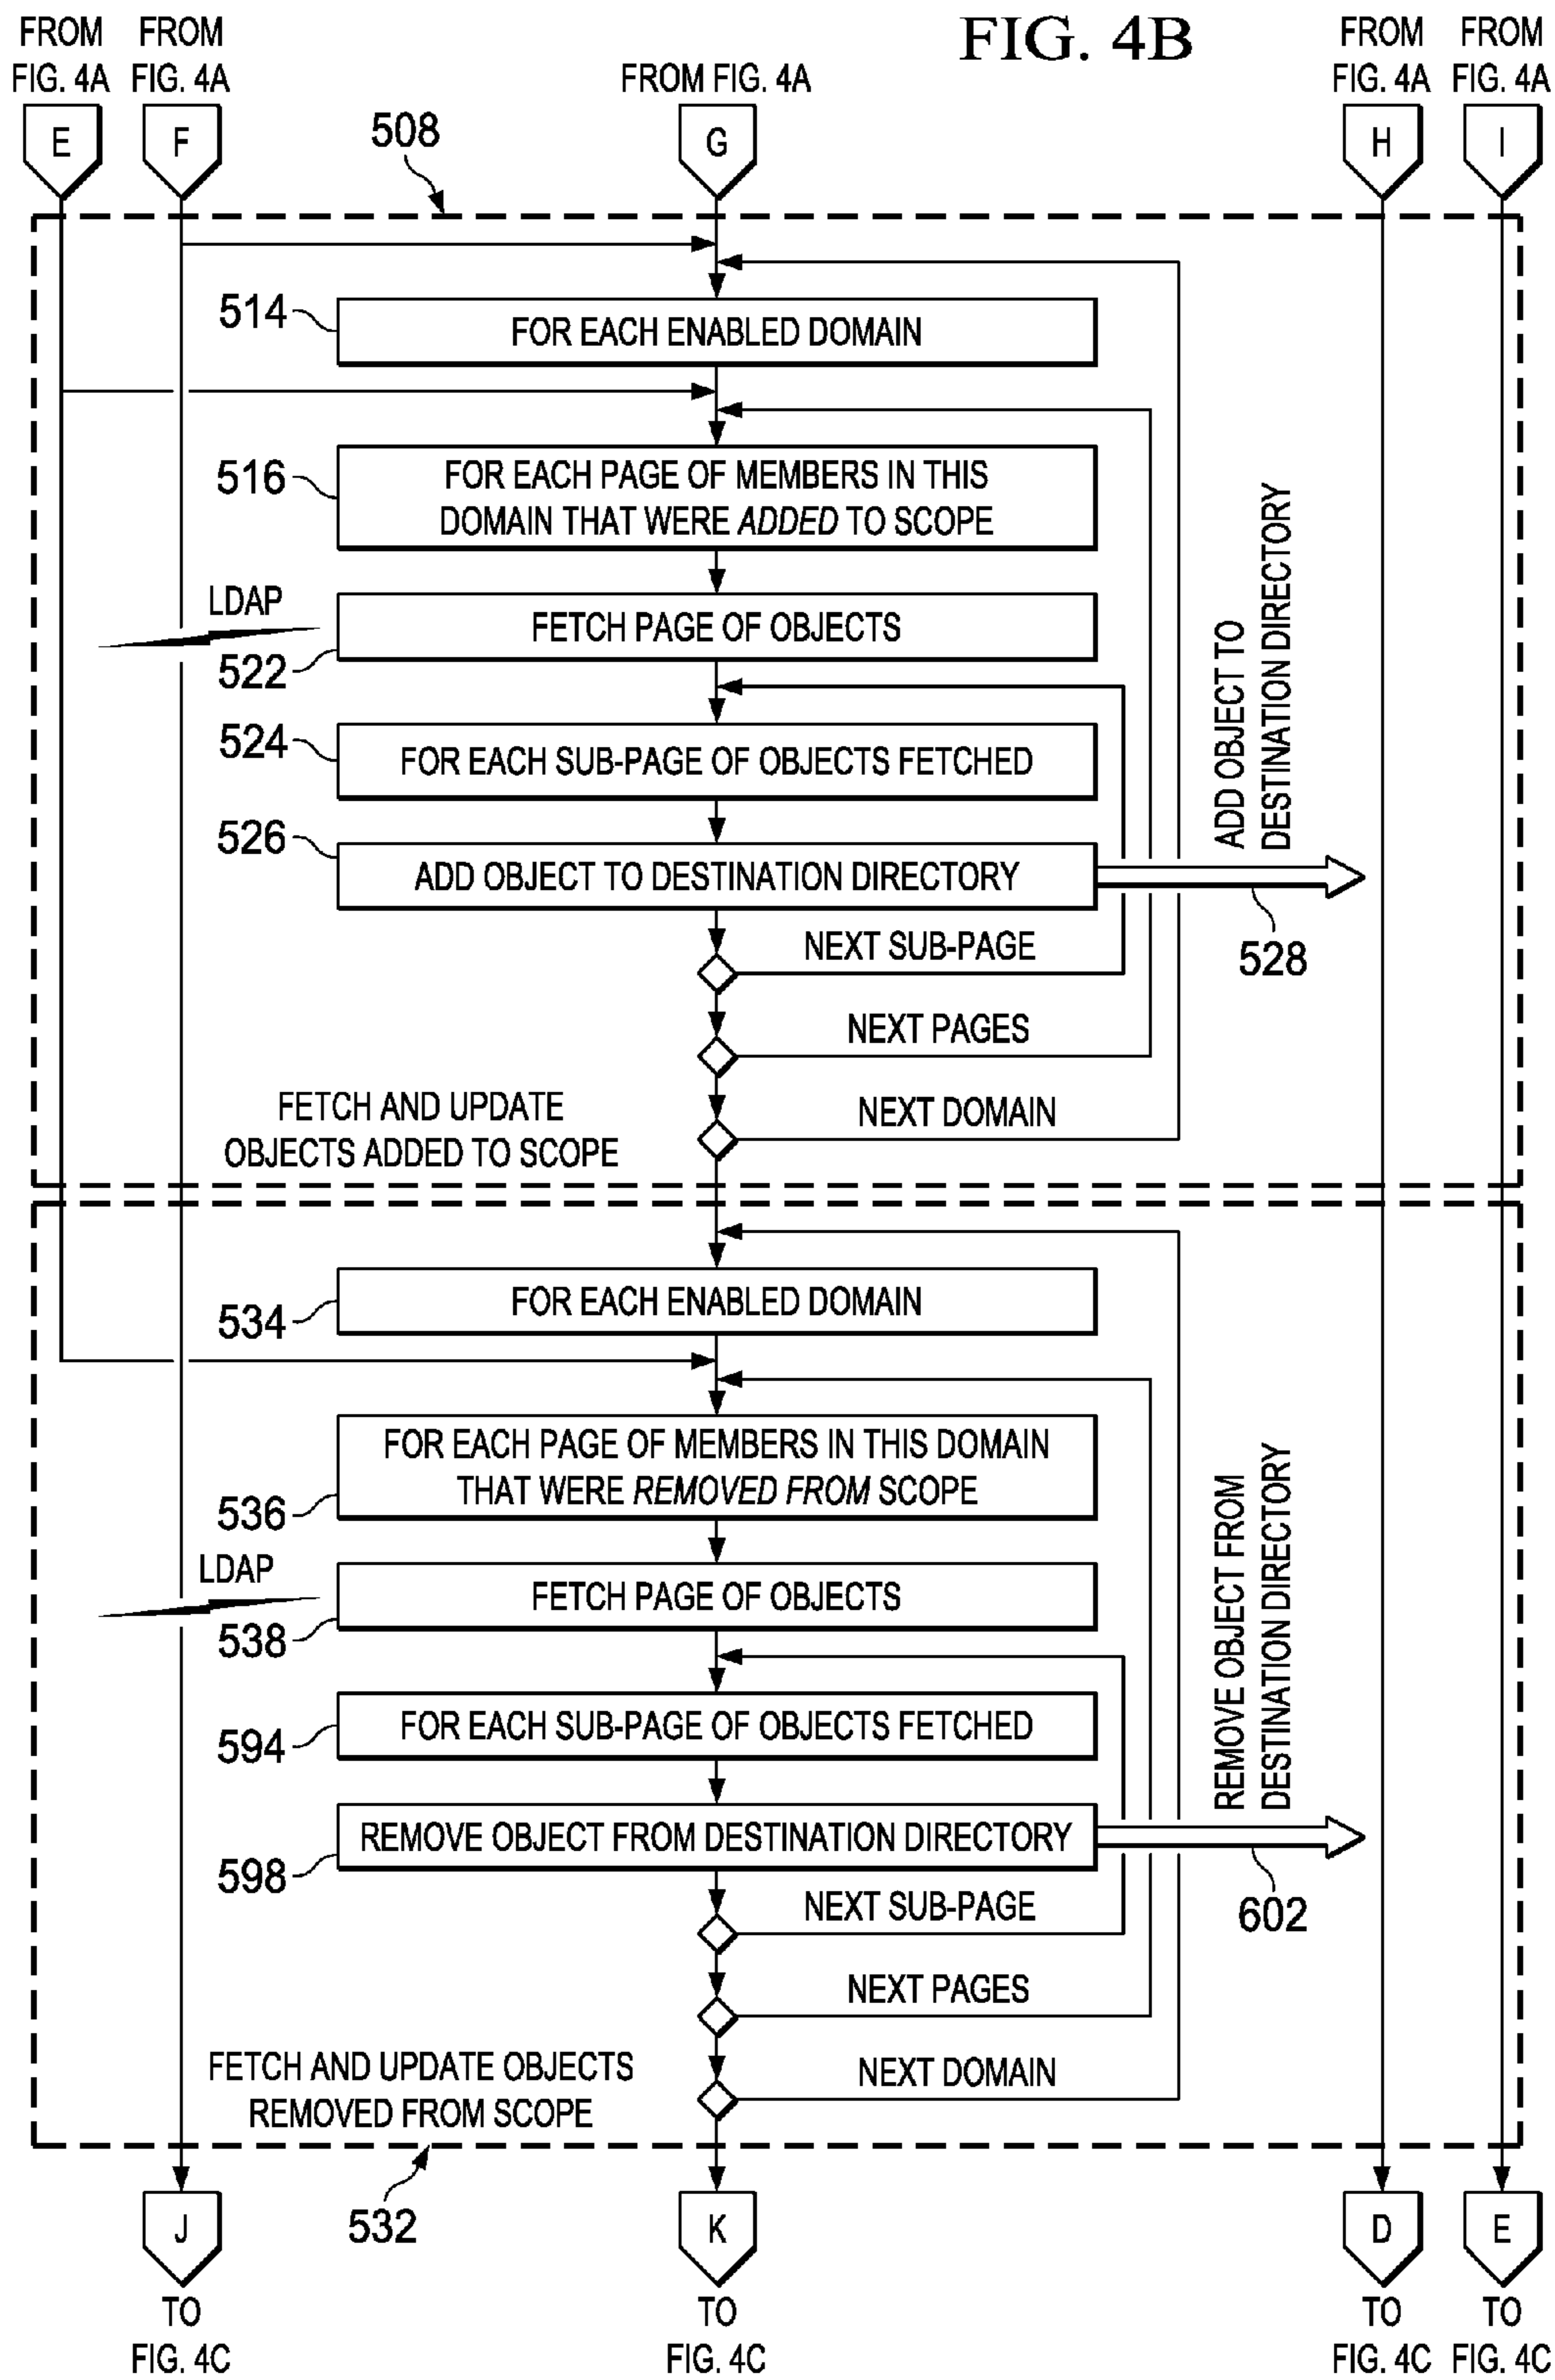 FIG. 4B
FROM
FIG. 4A
FROM
FIG. 4A
FROM FIG. 4A
FROM
FIG. 4A
FROM
FIG. 4A
E
F
G
H
I
508
514
FOR EACH ENABLED DOMAIN
516
FOR EACH PAGE OF MEMBERS IN THIS
DOMAIN THAT WERE ADDED TO SCOPE
LDAP
522
FETCH PAGE OF OBJECTS
524
FOR EACH SUB-PAGE OF OBJECTS FETCHED
526
ADD OBJECT TO DESTINATION DIRECTORY
ADD OBJECT TO
DESTINATION DIRECTORY
528
NEXT SUB-PAGE
NEXT PAGES
NEXT DOMAIN
FETCH AND UPDATE
OBJECTS ADDED TO SCOPE
534
FOR EACH ENABLED DOMAIN
536
FOR EACH PAGE OF MEMBERS IN THIS DOMAIN
THAT WERE REMOVED FROM SCOPE
LDAP
538
FETCH PAGE OF OBJECTS
594
FOR EACH SUB-PAGE OF OBJECTS FETCHED
598
REMOVE OBJECT FROM DESTINATION DIRECTORY
REMOVE OBJECT FROM
DESTINATION DIRECTORY
602
NEXT SUB-PAGE
NEXT PAGES
NEXT DOMAIN
FETCH AND UPDATE OBJECTS
REMOVED FROM SCOPE
532
J
K
D
E
TO
FIG. 4C
TO
FIG. 4C
TO
FIG. 4C
TO
FIG. 4C